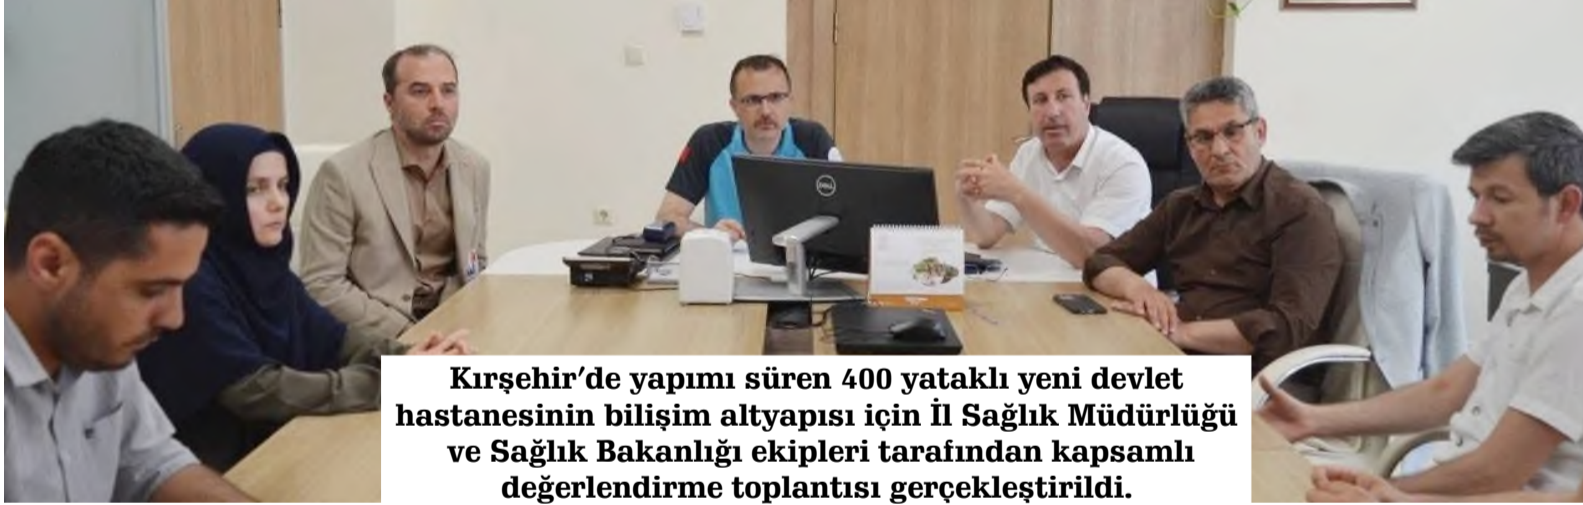 DELL
Kırşehir'de yapımı süren 400 yataklı yeni devlet
hastanesinin bilişim altyapısı için İl Sağlık Müdürlüğü
ve Sağlık Bakanlığı ekipleri tarafından kapsamlı
değerlendirme toplantısı gerçekleştirildi.